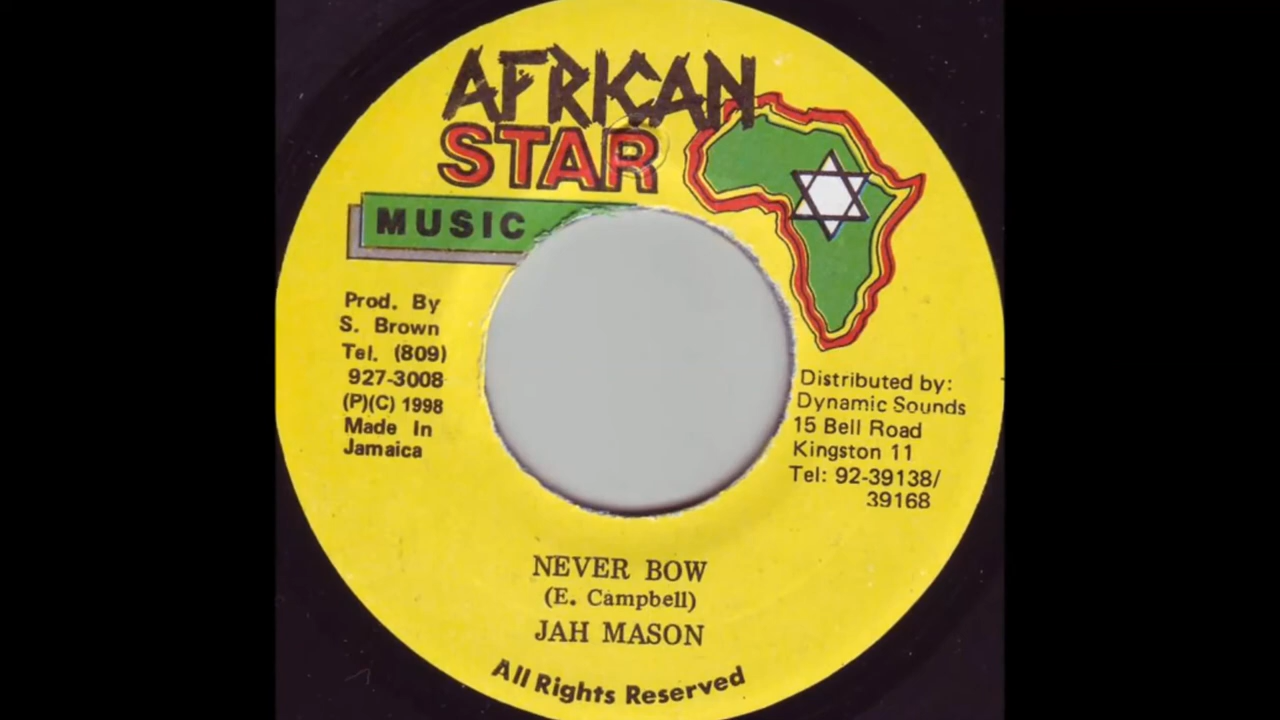 AFRICAN
STAR
MUSIC
Prod. By
S. Brown
Tel. (809)
927-3008
(P)(C) 1998
Made In
Jamaica
Distributed by:
Dynamic Sounds
15 Bell Road
Kingston 11
Tel: 92-39138/
39168
NEVER BOW
(E. Campbell)
JAH MASON
All Rights Reserved